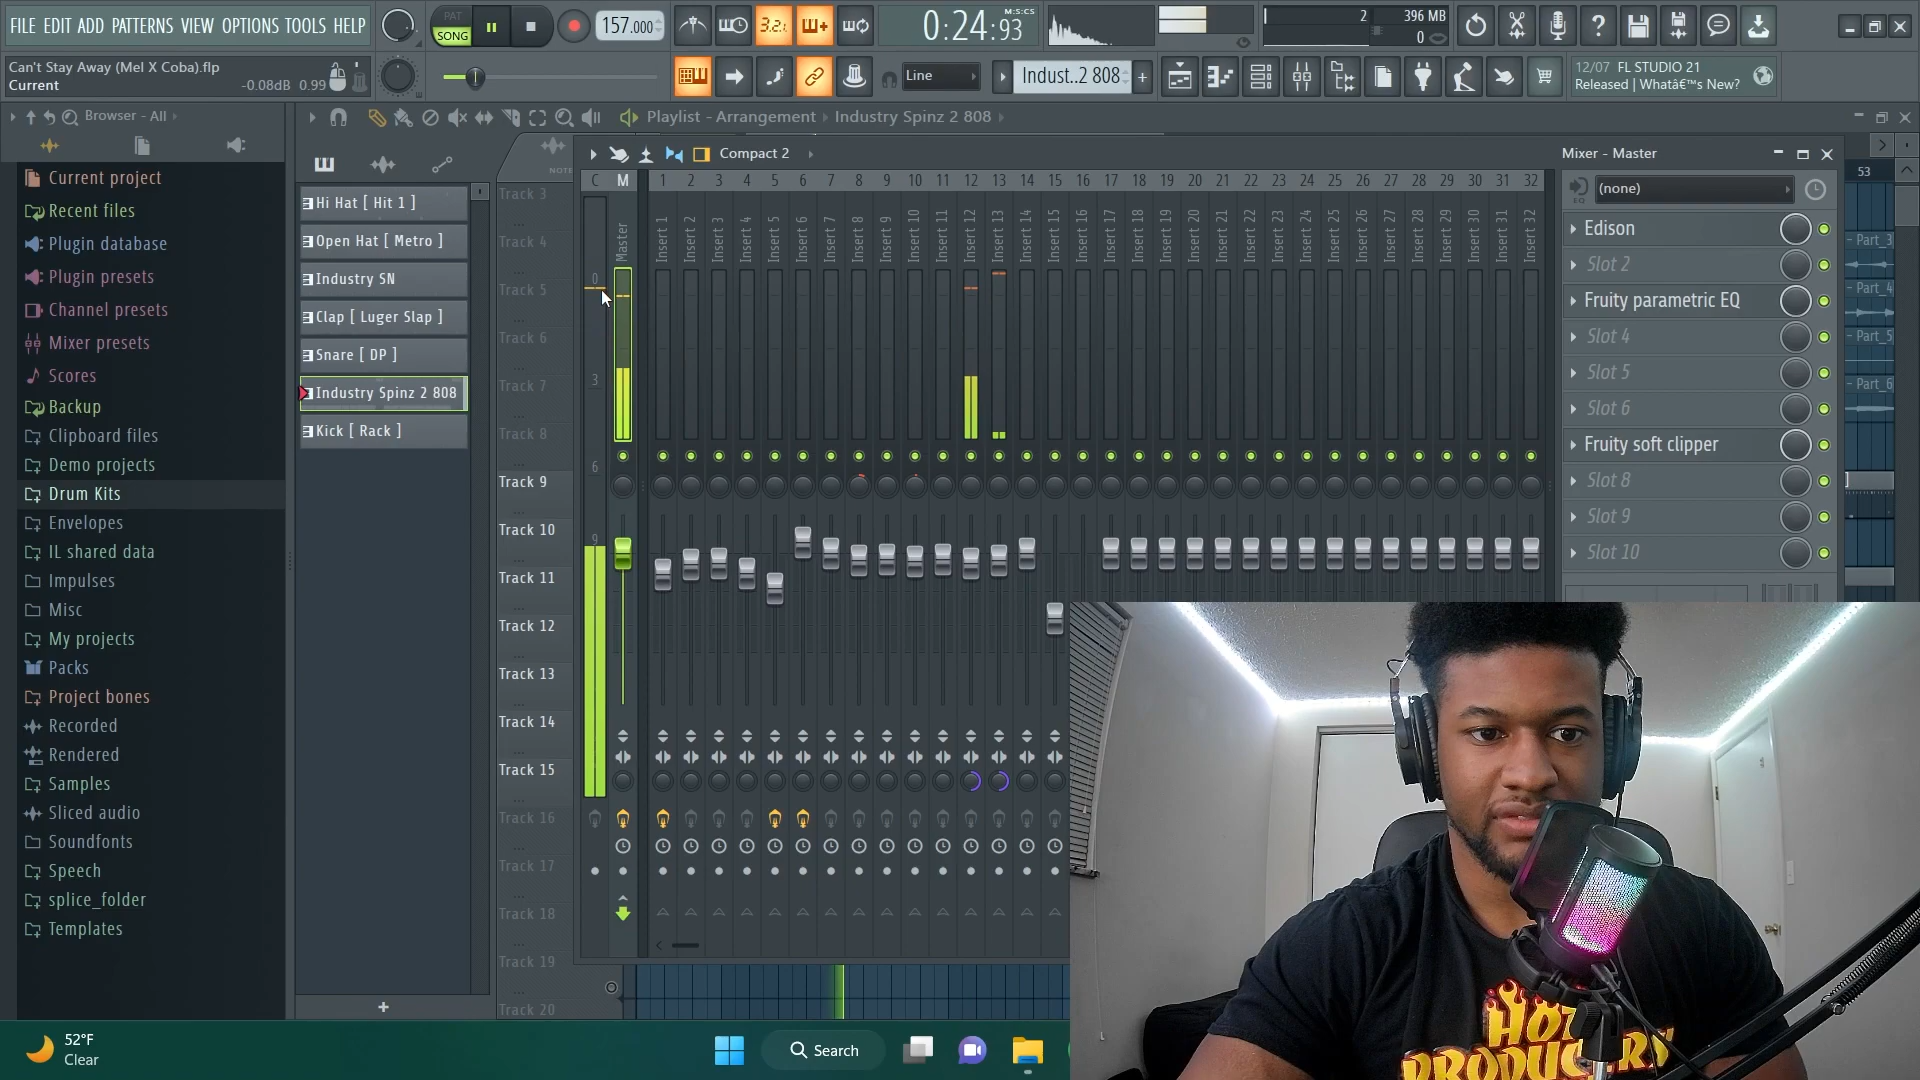 FILE EDIT ADD PATTERNS VIEW OPTIONS TOOLS HELP
PAT
SONG
157.000
3.2.
0:24:93
M:S:CS
2
396 MB
0
Can't Stay Away (Mel X Coba).flp
Current
-0.08dB 0.99
Line
Indust..2 808
12/07 FL STUDIO 21
Released | Whatâ€™s New?
Browser - All
Playlist - Arrangement
Industry Spinz 2 808
Current project
Recent files
Plugin database
Plugin presets
Channel presets
Mixer presets
Scores
Backup
Clipboard files
Demo projects
Drum Kits
Envelopes
IL shared data
Impulses
Misc
My projects
Packs
Project bones
Recorded
Rendered
Samples
Sliced audio
Soundfonts
Speech
splice_folder
Templates
Hi Hat [ Hit 1 ]
Open Hat [ Metro ]
Industry SN
Clap [ Luger Slap ]
Snare [ DP ]
Industry Spinz 2 808
Kick [ Rack ]
NOTE
Track 3
Track 4
Track 5
Track 6
Track 7
Track 8
Track 9
Track 10
Track 11
Track 12
Track 13
Track 14
Track 15
Track 16
Track 17
Track 18
Track 19
Track 20
Compact 2
C M 1 2 3 4 5 6 7 8 9 10 11 12 13 14 15 16 17 18 19 20 21 22 23 24 25 26 27 28 29 30 31 32
Master
Insert 1
Insert 2
Insert 3
Insert 4
Insert 5
Insert 6
Insert 7
Insert 8
Insert 9
Insert 10
Insert 11
Insert 12
Insert 13
Insert 14
Insert 15
Insert 16
Insert 17
Insert 18
Insert 19
Insert 20
Insert 21
Insert 22
Insert 23
Insert 24
Insert 25
Insert 26
Insert 27
Insert 28
Insert 29
Insert 30
Insert 31
Insert 32
0
3
6
9
Mixer - Master
(none)
EQ
Edison
Slot 2
Fruity parametric EQ
Slot 4
Slot 5
Slot 6
Fruity soft clipper
Slot 8
Slot 9
Slot 10
53
Part_3
Part_4
Part_5
Part_6
HOT
PRODUCERS
52°F
Clear
Search